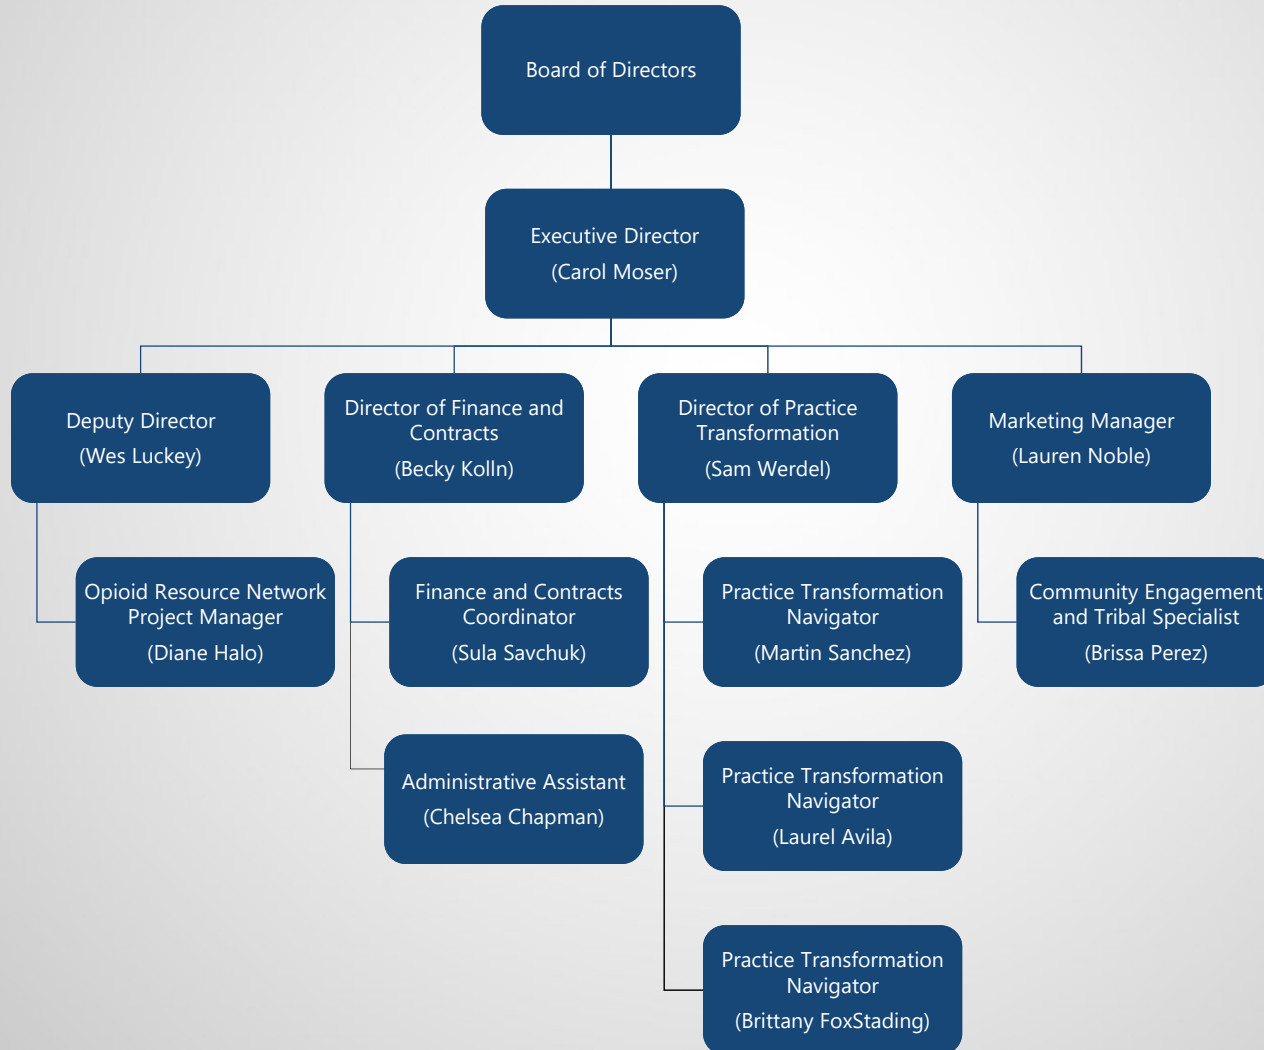 Board of Directors
Executive Director
(Carol Moser)
Deputy Director
(Wes Luckey)
Director of Finance and
Contracts
(Becky Kolln)
Director of Practice
Transformation
(Sam Werdel)
Marketing Manager
(Lauren Noble)
Opioid Resource Network
Project Manager
(Diane Halo)
Finance and Contracts
Coordinator
(Sula Savchuk)
Practice Transformation
Navigator
(Martin Sanchez)
Community Engagement
and Tribal Specialist
(Brissa Perez)
Administrative Assistant
(Chelsea Chapman)
Practice Transformation
Navigator
(Laurel Avila)
Practice Transformation
Navigator
(Brittany FoxStading)